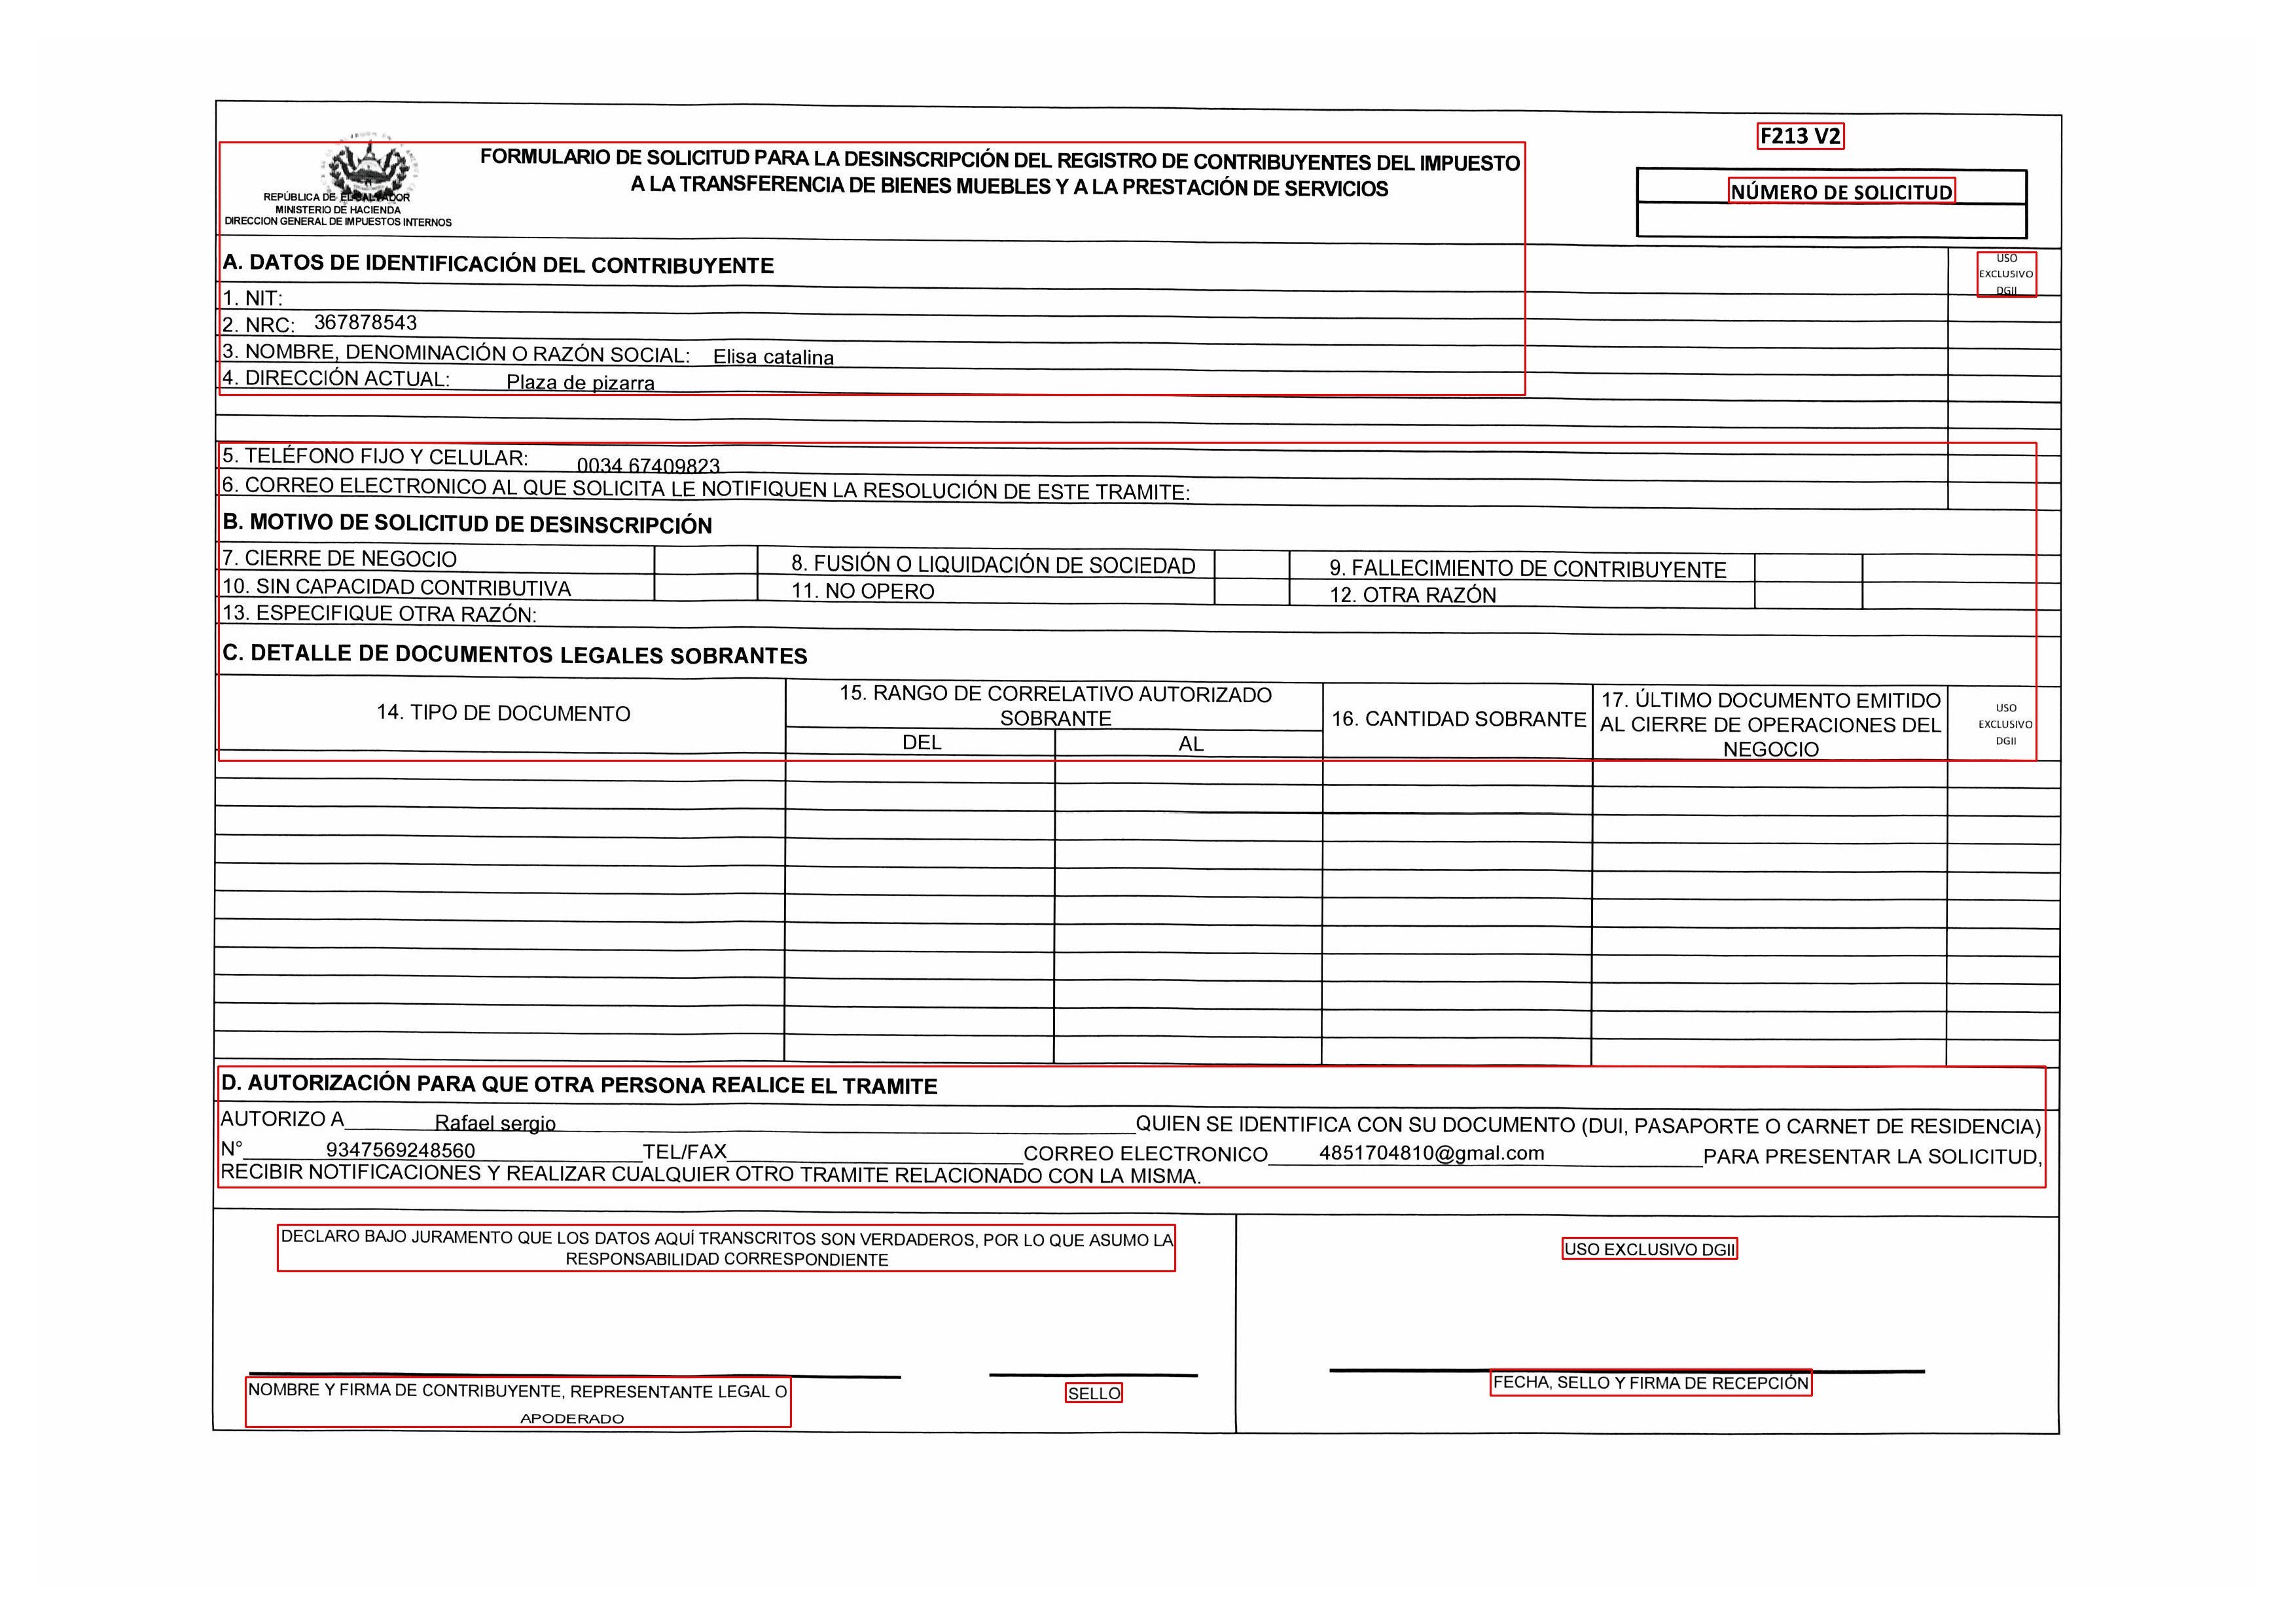 F213 V2
FORMULARIO DE SOLICITUD PARA LA DESINSCRIPCIÓN DEL REGISTRO DE CONTRIBUYENTES DEL IMPUESTO
A LA TRANSFERENCIA DE BIENES MUEBLES Y A LA PRESTACIÓN DE SERVICIOS
NÚMERO DE SOLICITUD
REPÚBLICA DE EL SALVADOR
MINISTERIO DE HACIENDA
DIRECCION GENERAL DE IMPUESTOS INTERNOS
A. DATOS DE IDENTIFICACIÓN DEL CONTRIBUYENTE
USO
EXCLUSIVO
DGII
1. NIT:
2. NRC: 367878543
3. NOMBRE, DENOMINACIÓN O RAZÓN SOCIAL: Elisa catalina
4. DIRECCIÓN ACTUAL: Plaza de pizarra
5. TELÉFONO FIJO Y CELULAR: 0034 67409823
6. CORREO ELECTRONICO AL QUE SOLICITA LE NOTIFIQUEN LA RESOLUCIÓN DE ESTE TRAMITE:
B. MOTIVO DE SOLICITUD DE DESINSCRIPCIÓN
7. CIERRE DE NEGOCIO 8. FUSIÓN O LIQUIDACIÓN DE SOCIEDAD 9. FALLECIMIENTO DE CONTRIBUYENTE
10. SIN CAPACIDAD CONTRIBUTIVA 11. NO OPERO 12. OTRA RAZÓN
13. ESPECIFIQUE OTRA RAZÓN:
C. DETALLE DE DOCUMENTOS LEGALES SOBRANTES
14. TIPO DE DOCUMENTO
15. RANGO DE CORRELATIVO AUTORIZADO
SOBRANTE
DEL AL
16. CANTIDAD SOBRANTE
17. ÚLTIMO DOCUMENTO EMITIDO
AL CIERRE DE OPERACIONES DEL
NEGOCIO
USO
EXCLUSIVO
DGII
D. AUTORIZACIÓN PARA QUE OTRA PERSONA REALICE EL TRAMITE
AUTORIZO A Rafael sergio QUIEN SE IDENTIFICA CON SU DOCUMENTO (DUI, PASAPORTE O CARNET DE RESIDENCIA)
N° 9347569248560 TEL/FAX CORREO ELECTRONICO 4851704810@gmal.com PARA PRESENTAR LA SOLICITUD,
RECIBIR NOTIFICACIONES Y REALIZAR CUALQUIER OTRO TRAMITE RELACIONADO CON LA MISMA.
DECLARO BAJO JURAMENTO QUE LOS DATOS AQUÍ TRANSCRITOS SON VERDADEROS, POR LO QUE ASUMO LA
RESPONSABILIDAD CORRESPONDIENTE
NOMBRE Y FIRMA DE CONTRIBUYENTE, REPRESENTANTE LEGAL O
APODERADO
SELLO
USO EXCLUSIVO DGII
FECHA, SELLO Y FIRMA DE RECEPCIÓN